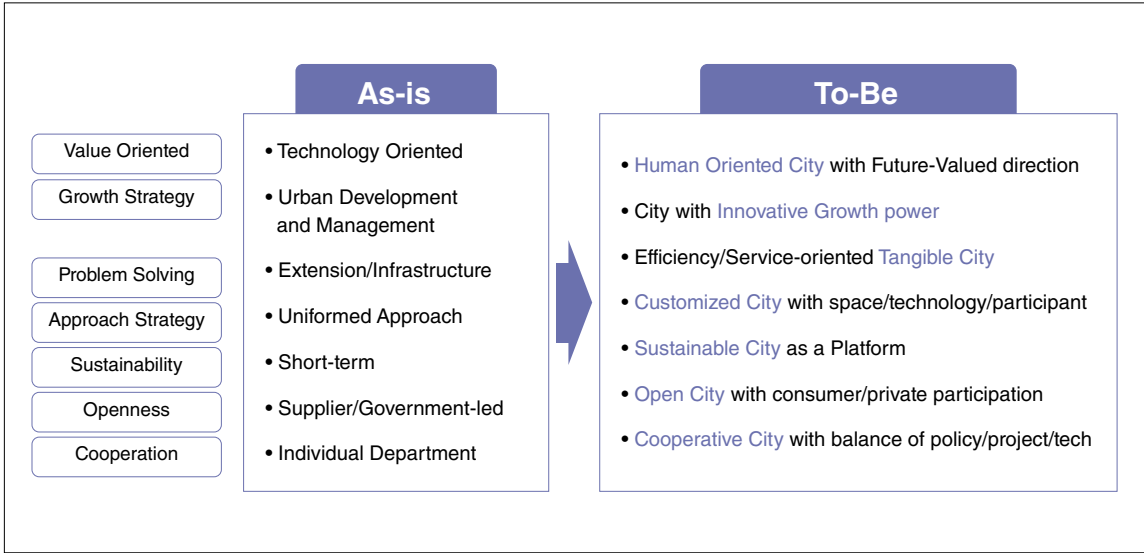 As-is
To-Be
Value Oriented
Growth Strategy
Problem Solving
Approach Strategy
Sustainability
Openness
Cooperation
• Technology Oriented
• Urban Development
and Management
• Extension/Infrastructure
• Uniformed Approach
• Short-term
• Supplier/Government-led
• Individual Department
• Human Oriented City with Future-Valued direction
• City with Innovative Growth power
• Efficiency/Service-oriented Tangible City
• Customized City with space/technology/participant
• Sustainable City as a Platform
• Open City with consumer/private participation
• Cooperative City with balance of policy/project/tech